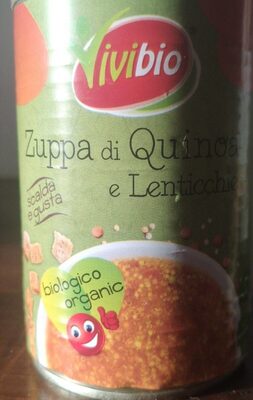 Vivibio
Zuppa di Quinoa
e Lenticchie
scalda
e gusta
biologico
organic